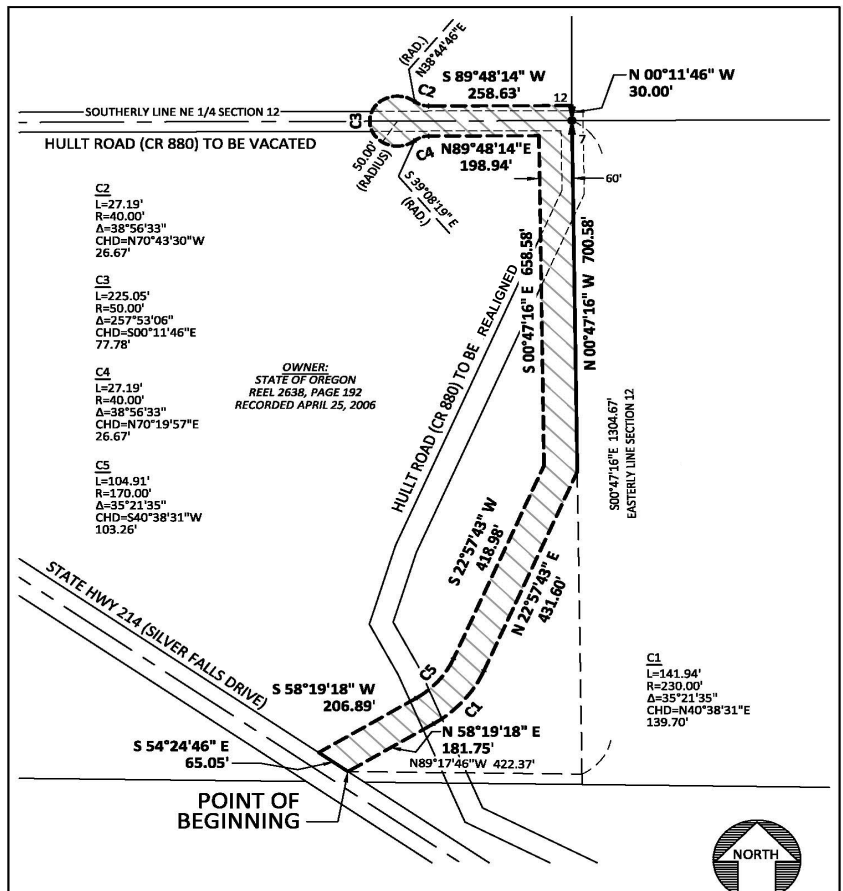 (RAD.)
N38°44'46"E
S 89°48'14" W
258.63'
N 00°11'46" W
30.00'
C2
12
SOUTHERLY LINE NE 1/4 SECTION 12
C3
HULLT ROAD (CR 880) TO BE VACATED
C4
N89°48'14"E
198.94'
7
50.00'
(RADIUS)
S 39°08'19" E
(RAD.)
60'
C2
L=27.19'
R=40.00'
Δ=38°56'33"
CHD=N70°43'30"W
26.67'
C3
L=225.05'
R=50.00'
Δ=257°53'06"
CHD=S00°11'46"E
77.78'
C4
L=27.19'
R=40.00'
Δ=38°56'33"
CHD=N70°19'57"E
26.67'
C5
L=104.91'
R=170.00'
Δ=35°21'35"
CHD=S40°38'31"W
103.26'
OWNER:
STATE OF OREGON
REEL 2638, PAGE 192
RECORDED APRIL 25, 2006
HULLT ROAD (CR 880) TO BE REALIGNED
S 00°47'16" E 658.58'
N 00°47'16" W 700.58'
S00°47'16"E 1304.67'
EASTERLY LINE SECTION 12
S 22°57'43" W
418.98'
N 22°57'43" E
431.60'
STATE HWY 214 (SILVER FALLS DRIVE)
C5
C1
C1
L=141.94'
R=230.00'
Δ=35°21'35"
CHD=N40°38'31"E
139.70'
S 58°19'18" W
206.89'
N 58°19'18" E
181.75'
S 54°24'46" E
65.05'
N89°17'46"W 422.37'
POINT OF
BEGINNING
NORTH